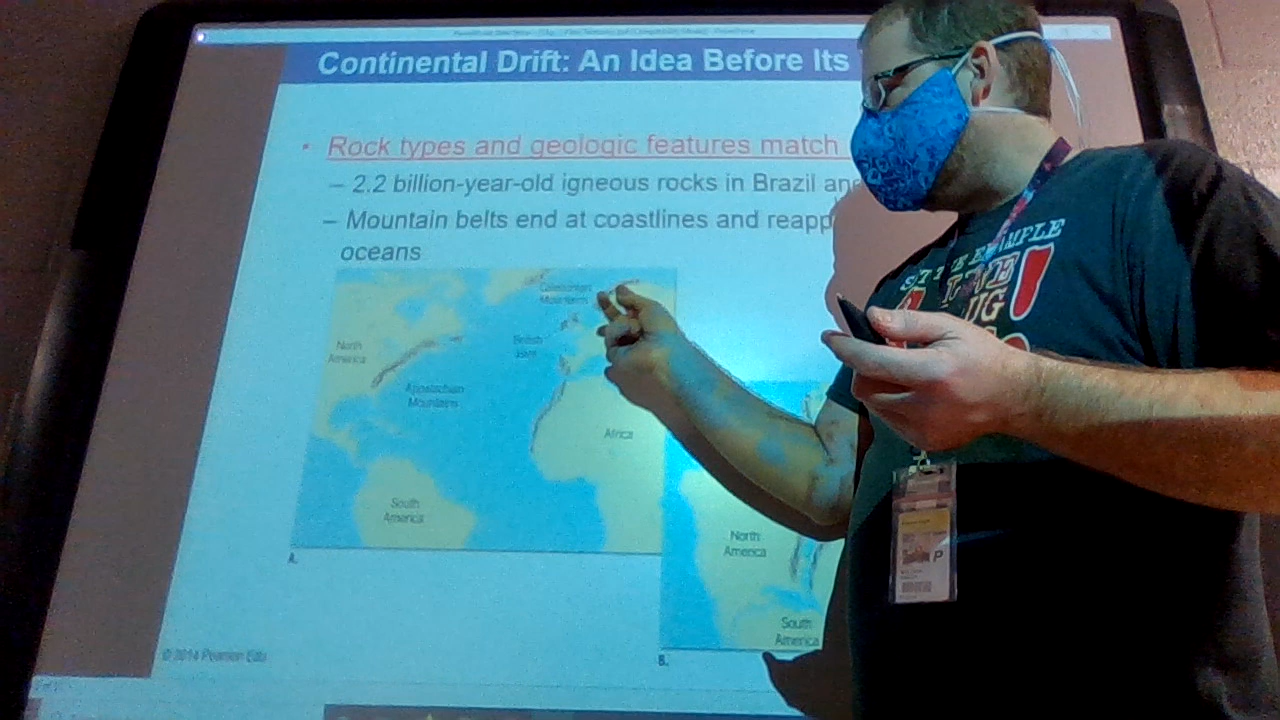 Continental Drift: An Idea Before Its
• Rock types and geologic features match
– 2.2 billion-year-old igneous rocks in Brazil an
– Mountain belts end at coastlines and reapp
oceans
Caledonian
Mountains
North
America
British
Isles
Appalachian
Mountains
Africa
South
America
A.
North
America
South
America
B.
© 2014 Pearson Edu
EXAMPLE
P